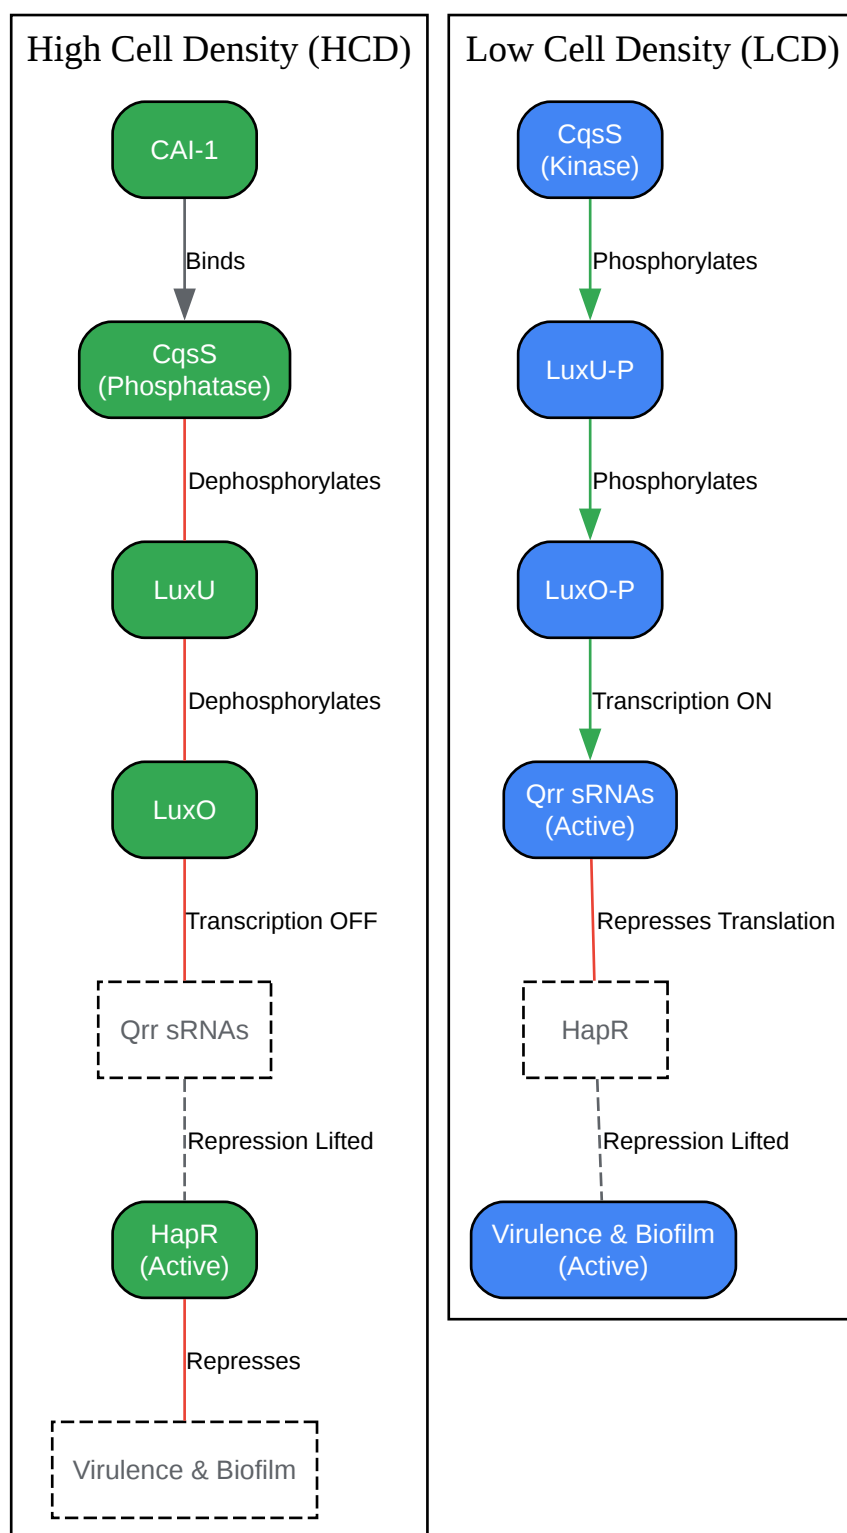 High Cell Density (HCD)
CAI-1
Binds
CqsS
(Phosphatase)
Dephosphorylates
LuxU
Dephosphorylates
LuxO
Transcription OFF
Qrr sRNAs
Repression Lifted
HapR
(Active)
Represses
Virulence & Biofilm
Low Cell Density (LCD)
CqsS
(Kinase)
Phosphorylates
LuxU-P
Phosphorylates
LuxO-P
Transcription ON
Qrr sRNAs
(Active)
Represses Translation
HapR
Repression Lifted
Virulence & Biofilm
(Active)